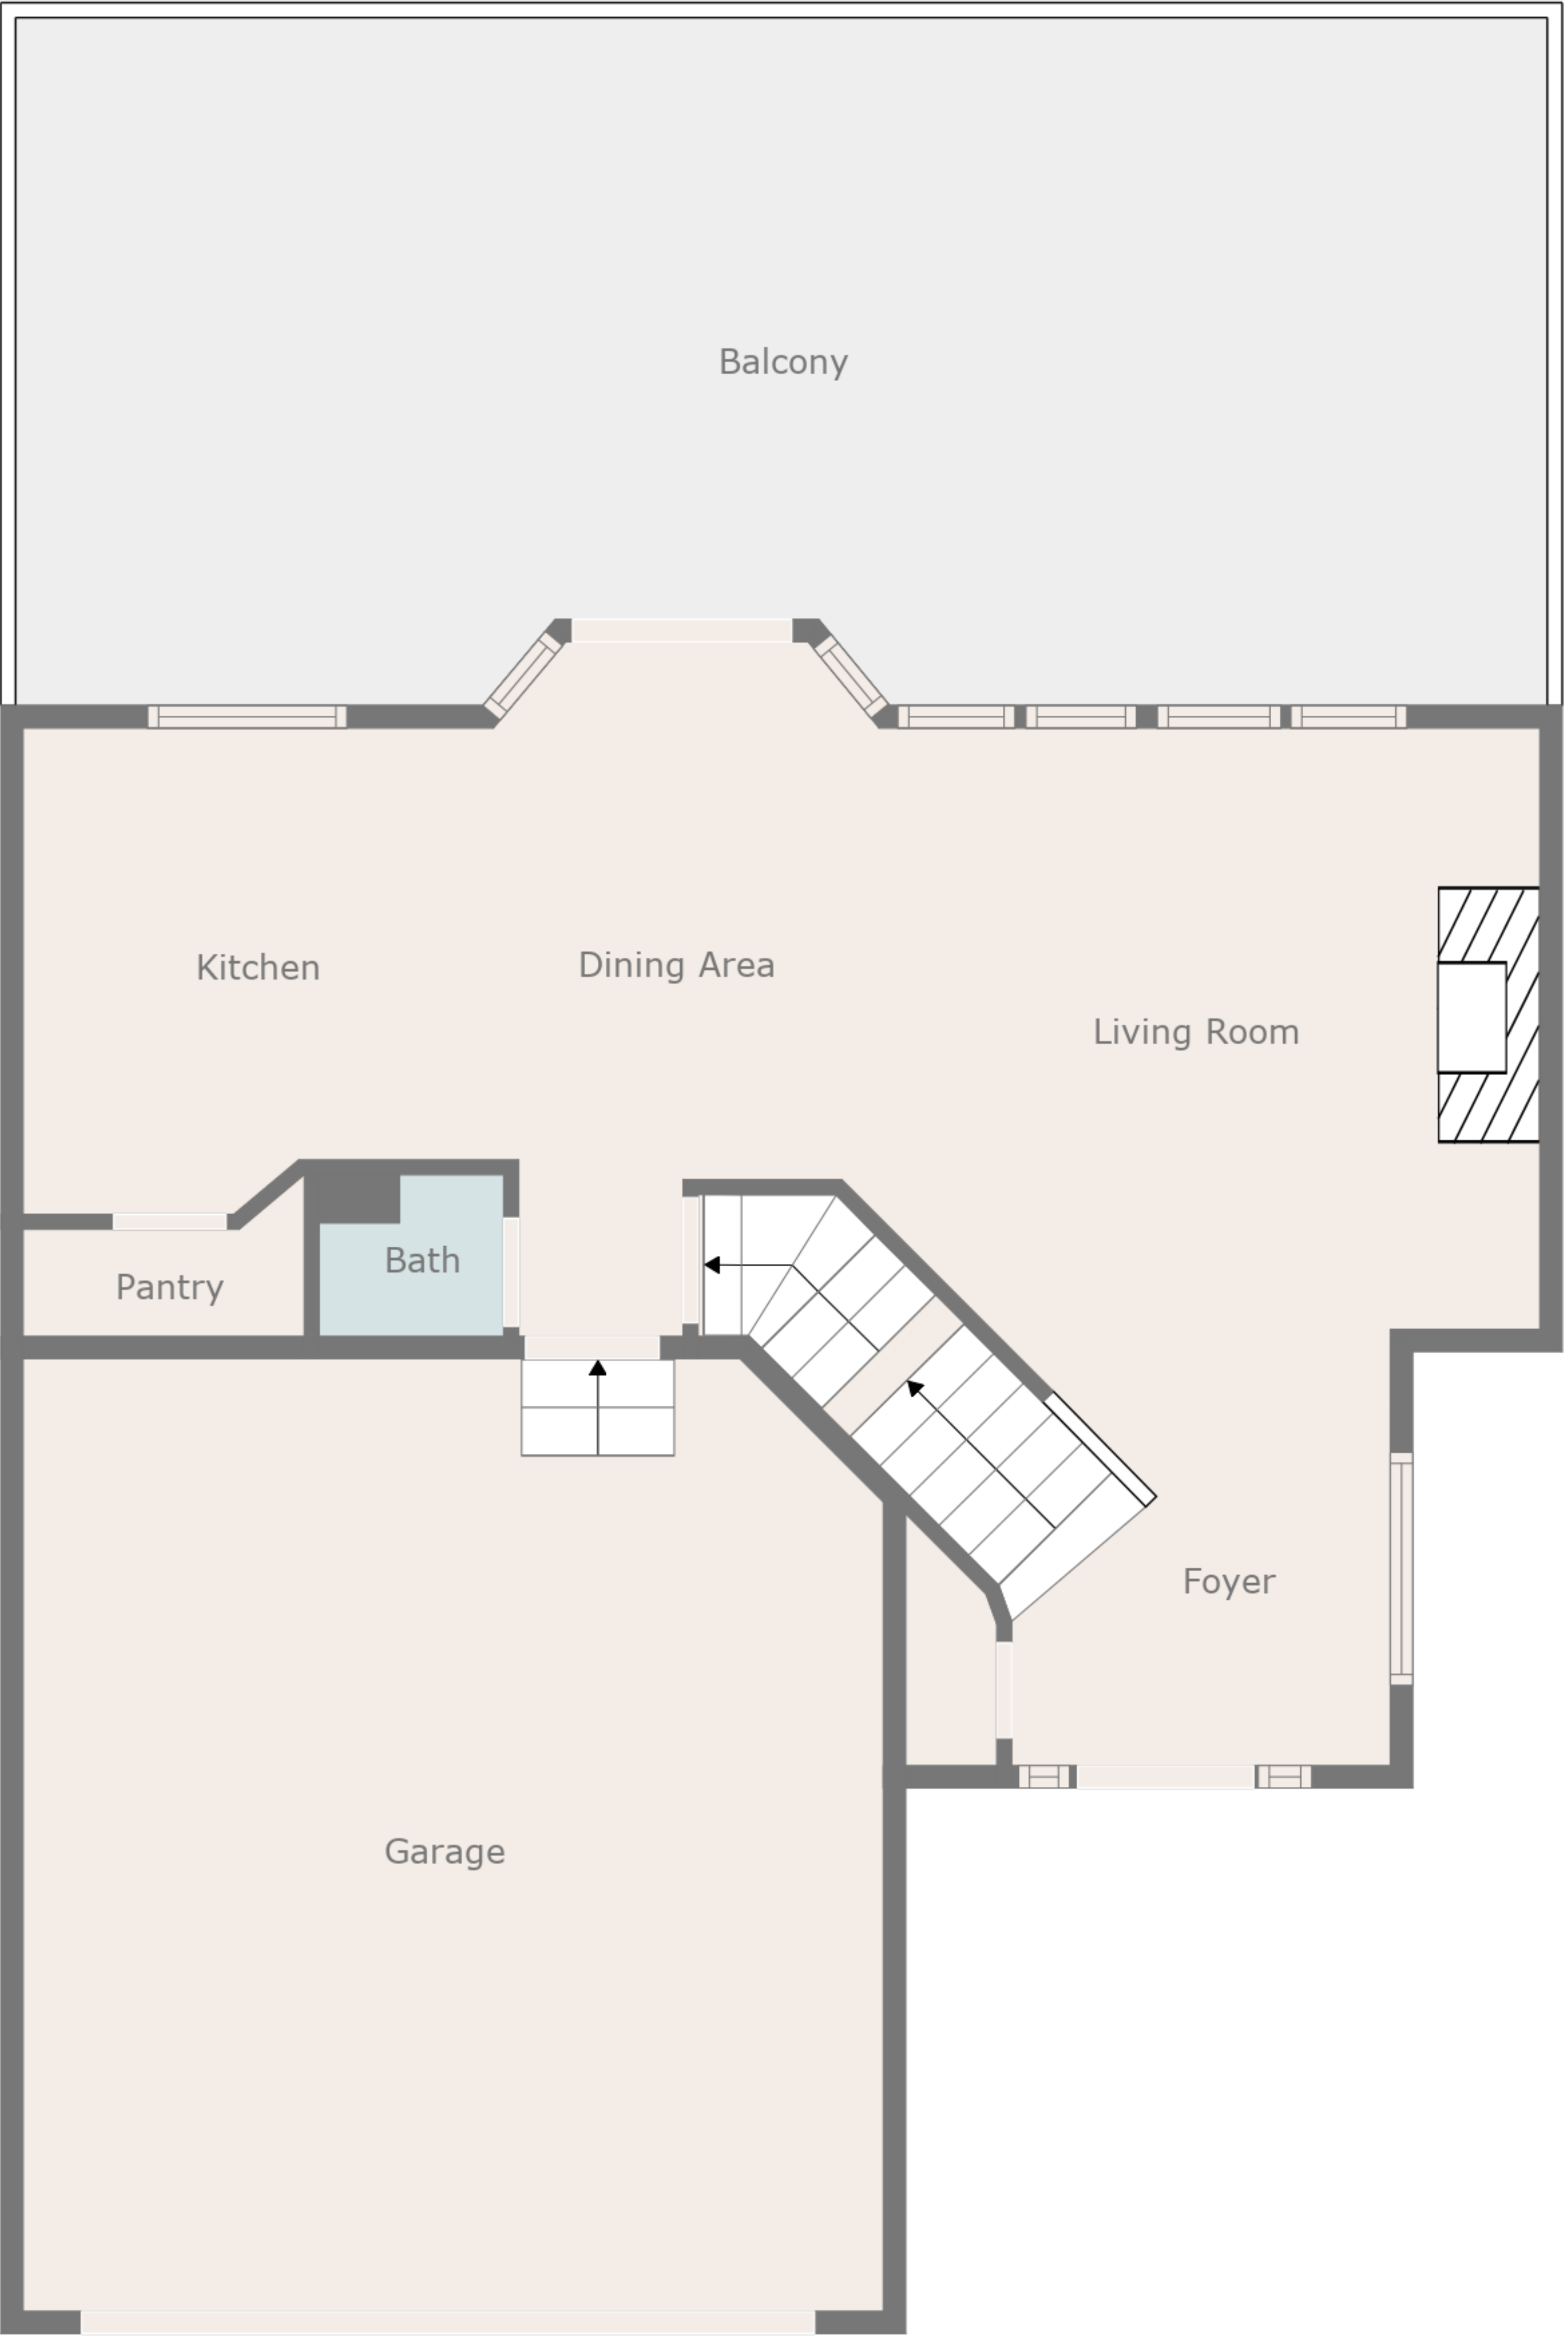 Balcony
Kitchen
Dining Area
Living Room
Bath
Pantry
Foyer
Garage